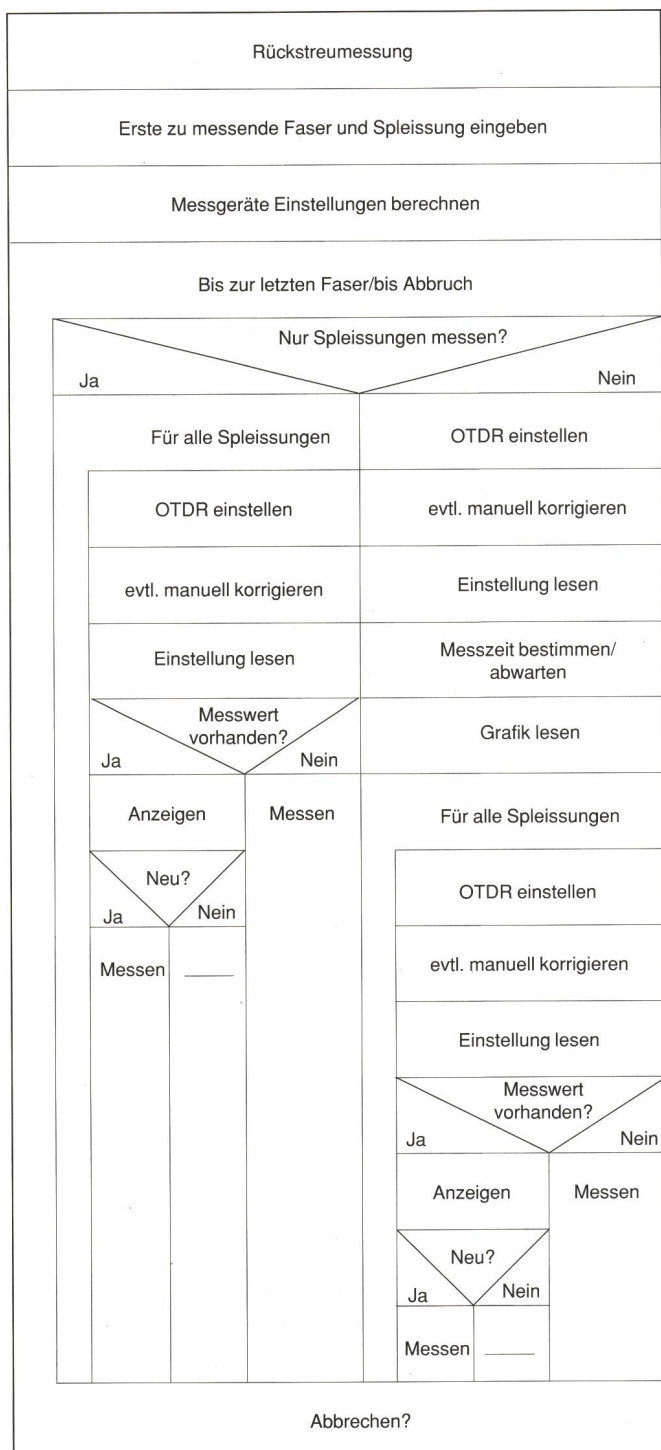 Rückstreumessung
Erste zu messende Faser und Spleissung eingeben
Messgeräte Einstellungen berechnen
Bis zur letzten Faser/bis Abbruch
Nur Spleissungen messen?
Ja
Nein
Für alle Spleissungen
OTDR einstellen
evtl. manuell korrigieren
Einstellung lesen
Messwert
vorhanden?
Ja
Nein
Anzeigen
Messen
Neu?
Ja
Nein
Messen
OTDR einstellen
evtl. manuell korrigieren
Einstellung lesen
Messzeit bestimmen/
abwarten
Grafik lesen
Für alle Spleissungen
OTDR einstellen
evtl. manuell korrigieren
Einstellung lesen
Messwert
vorhanden?
Ja
Nein
Anzeigen
Messen
Neu?
Ja
Nein
Messen
Abbrechen?